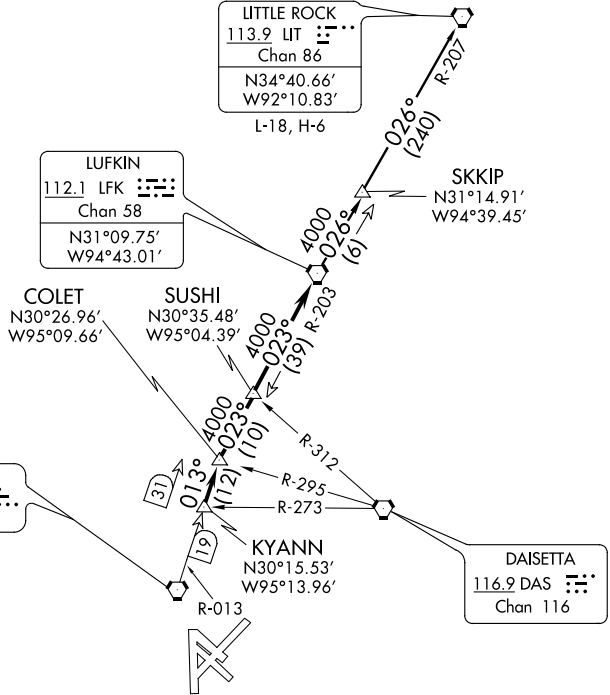 LITTLE ROCK
113.9 LIT
Chan 86
N34°40.66′
W92°10.83′
L-18, H-6
R-207
026°
(240)
LUFKIN
112.1 LFK
Chan 58
N31°09.75′
W94°43.01′
SKKIP
N31°14.91′
W94°39.45′
4000
026°
(6)
COLET
N30°26.96′
W95°09.66′
SUSHI
N30°35.48′
W95°04.39′
R-203
4000
023°
(39)
4000
023°
(10)
R-312
R-295
R-273
31
013°
(12)
19
KYANN
N30°15.53′
W95°13.96′
R-013
DAISETTA
116.9 DAS
Chan 116